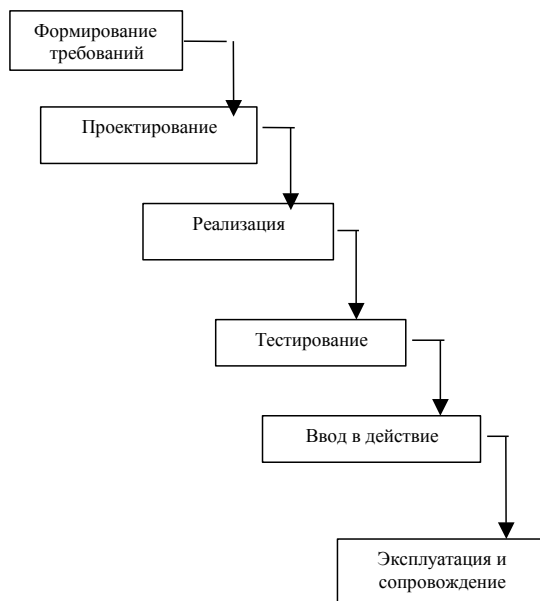 Формирование
требований
Проектирование
Реализация
Тестирование
Ввод в действие
Эксплуатация и
сопровождение